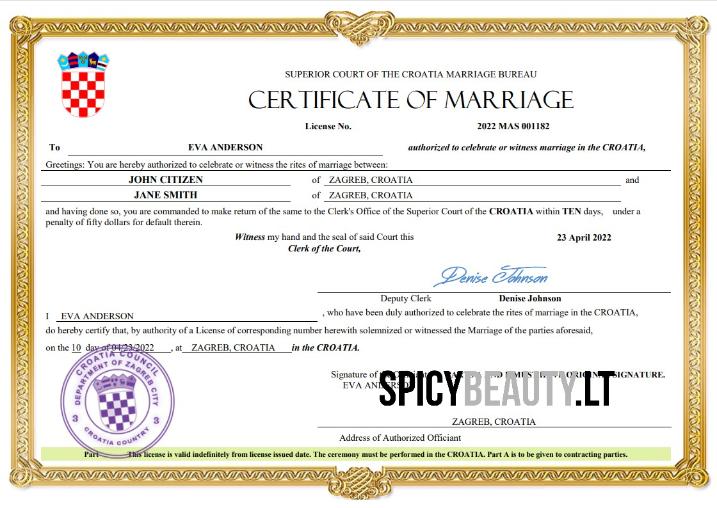 SUPERIOR COURT OF THE CROATIA MARRIAGE BUREAU
CERTIFICATE OF MARRIAGE
License No. 2022 MAS 001182
To EVA ANDERSON authorized to celebrate or witness marriage in the CROATIA,
Greetings: You are hereby authorized to celebrate or witness the rites of marriage between:
JOHN CITIZEN of ZAGREB, CROATIA and
JANE SMITH of ZAGREB, CROATIA
and having done so, you are commanded to make return of the same to the Clerk's Office of the Superior Court of the CROATIA within TEN days, under a
penalty of fifty dollars for default therein.
Witness my hand and the seal of said Court this 23 April 2022
Clerk of the Court,
Denise Johnson
Deputy Clerk Denise Johnson
I EVA ANDERSON , who have been duly authorized to celebrate the rites of marriage in the CROATIA,
do hereby certify that, by authority of a License of corresponding number herewith solemnized or witnessed the Marriage of the parties aforesaid,
on the 10 day of 04/23/2022 , at ZAGREB, CROATIA in the CROATIA.
CROATIA COUNCIL
DEPARTMENT OF ZAGREB CITY
3 3
CROATIA COUNTRY
Signature of SIGNATURE.
EVA ANDERSON
SPICYBEAUTY.LT
ZAGREB, CROATIA
Address of Authorized Officiant
Part This license is valid indefinitely from license issued date. The ceremony must be performed in the CROATIA. Part A is to be given to contracting parties.